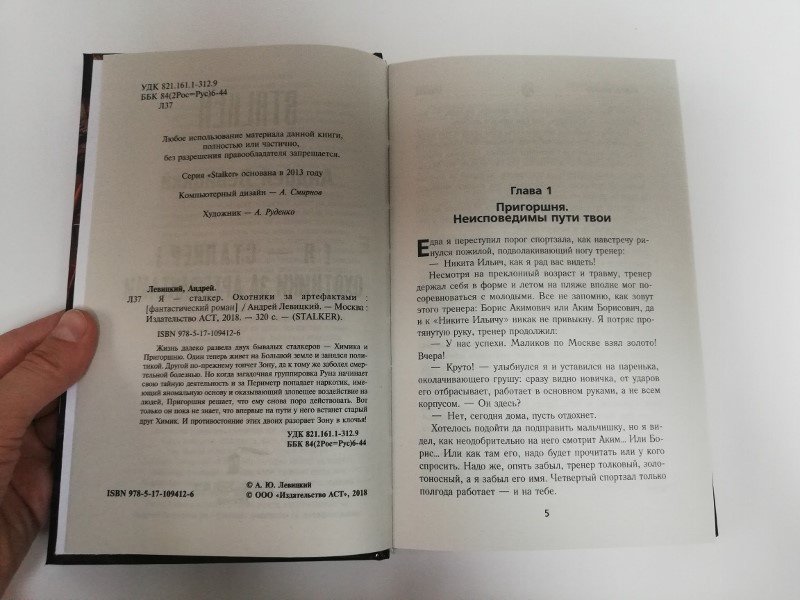 УДК 821.161.1-312.9
ББК 84(2Рос=Рус)6-44
Л37
Любое использование материала данной книги,
полностью или частично,
без разрешения правообладателя запрещается.
Серия «Stalker» основана в 2013 году
Компьютерный дизайн – А. Смирнов
Художник – А. Руденко
Левицкий, Андрей.
Л37 Я — сталкер. Охотники за артефактами :
[фантастический роман] / Андрей Левицкий. — Москва :
Издательство АСТ, 2018. — 320 с. — (STALKER).
ISBN 978-5-17-109412-6
Жизнь далеко развела двух бывалых сталкеров — Химика и
Пригоршню. Один теперь живет на Большой земле и занялся поли-
тикой. Другой по-прежнему топчет Зону, да к тому же заболел смер-
тельной болезнью. Но когда загадочная группировка Рунз начинает
свою тайную деятельность и за Периметр попадает наркотик, име-
ющий аномальную основу и оказывающий зловещее воздействие на
людей, Пригоршня решает, что ему снова пора действовать. Вот
только он пока не знает, что впервые на пути у него встанет старый
друг Химик. И противостояние этих двоих разорвет Зону в клочья!
УДК 821.161.1-312.9
ББК 84(2Рос=Рус)6-44
© А. Ю. Левицкий
ISBN 978-5-17-109412-6 © ООО «Издательство АСТ», 2018
Глава 1
Пригоршня.
Неисповедимы пути твои
Едва я переступил порог спортзала, как навстречу ри-
нулся пожилой, подволакивающий ногу тренер:
— Никита Ильич, как я рад вас видеть!
Несмотря на преклонный возраст и травму, тренер
держал себя в форме и летом на пляже вполне мог по-
соревноваться с молодыми. Все не запомню, как зовут
этого тренера: Борис Акимович или Аким Борисович, да
и к «Никите Ильичу» никак не привыкну. Я потряс про-
тянутую руку, тренер продолжил:
— У нас успехи. Маликов по Москве взял золото!
Вчера!
— Круто! — улыбнулся я и уставился на паренька,
околачивающего грушу: сразу видно новичка, от ударов
его отбрасывает, работает в основном руками, а не всем
корпусом. — Он здесь?
— Нет, сегодня дома, пусть отдохнет.
Хотелось подойти да подправить мальчишку, но я ви-
дел, как неодобрительно на него смотрит Аким... Или Бо-
рис... Или как там его, надо будет прочитать или у кого
спросить. Надо же, опять забыл, тренер толковый, золо-
тоносный, а я забыл его имя. Четвертый спортзал только
полгода работает — и на тебе.
5